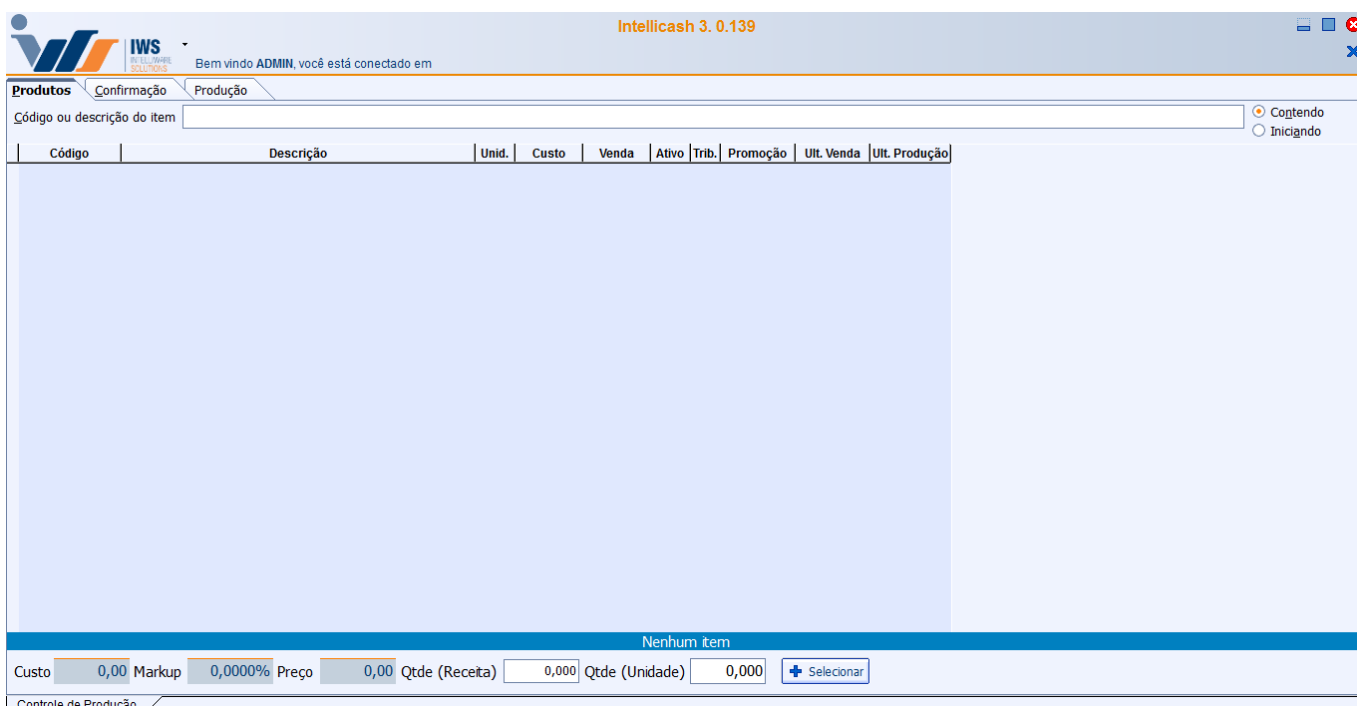 Intellicash 3. 0.139
IWS
INTELLIWARE
SOLUTIONS
Bem vindo ADMIN, você está conectado em
Produtos Confirmação Produção
Código ou descrição do item
Contendo
Iniciando
Código Descrição Unid. Custo Venda Ativo Trib. Promoção Ult. Venda Ult. Produção
Nenhum item
Custo 0,00 Markup 0,0000% Preço 0,00 Qtde (Receita) 0,000 Qtde (Unidade) 0,000 Selecionar
Controle de Produção